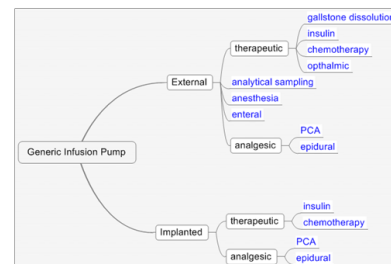 gallstone dissolution
insulin
therapeutic
chemotherapy
opthalmic
External
analytical sampling
anesthesia
enteral
PCA
analgesic
epidural
Generic Infusion Pump
insulin
therapeutic
chemotherapy
Implanted
PCA
analgesic
epidural